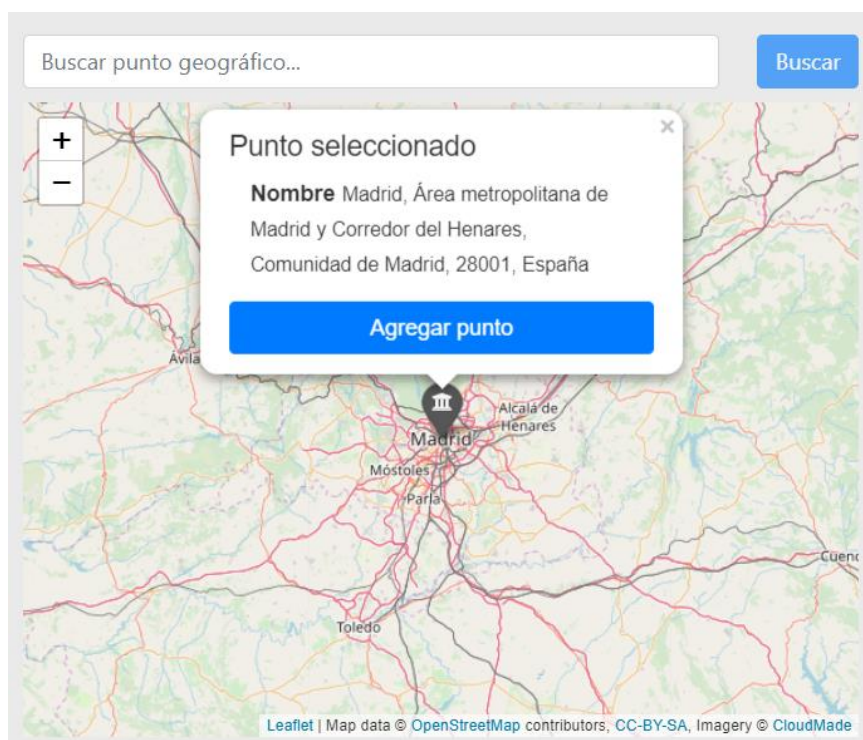 Buscar punto geográfico...
Buscar
+
−
Punto seleccionado
×
Nombre Madrid, Área metropolitana de
Madrid y Corredor del Henares,
Comunidad de Madrid, 28001, España
Agregar punto
Ávila
Alcalá de
Henares
Madrid
Móstoles
Parla
Cuenc
Toledo
Leaflet | Map data © OpenStreetMap contributors, CC-BY-SA, Imagery © CloudMade